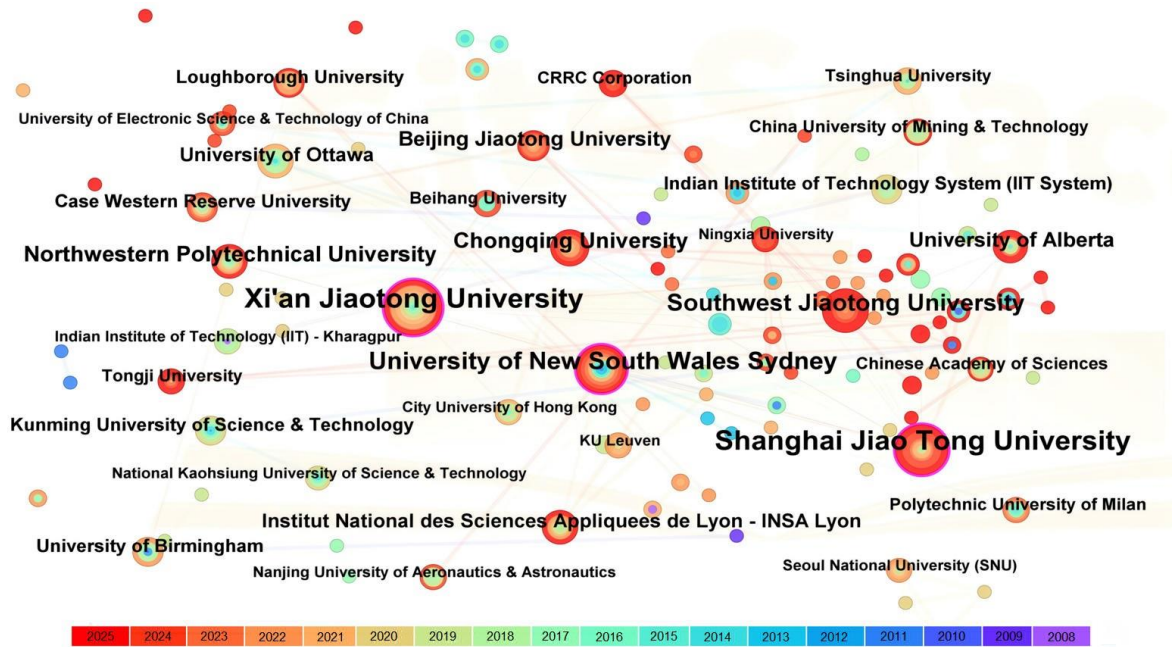 Loughborough University
CRRC Corporation
Tsinghua University
University of Electronic Science & Technology of China
China University of Mining & Technology
Beijing Jiaotong University
University of Ottawa
Indian Institute of Technology System (IIT System)
Case Western Reserve University
Beihang University
Northwestern Polytechnical University
Chongqing University
Ningxia University
University of Alberta
Xi'an Jiaotong University
Southwest Jiaotong University
Indian Institute of Technology (IIT) - Kharagpur
University of New South Wales Sydney
Chinese Academy of Sciences
Tongji University
City University of Hong Kong
Kunming University of Science & Technology
KU Leuven
Shanghai Jiao Tong University
National Kaohsiung University of Science & Technology
Polytechnic University of Milan
Institut National des Sciences Appliquees de Lyon - INSA Lyon
University of Birmingham
Nanjing University of Aeronautics & Astronautics
Seoul National University (SNU)
2025 2024 2023 2022 2021 2020 2019 2018 2017 2016 2015 2014 2013 2012 2011 2010 2009 2008